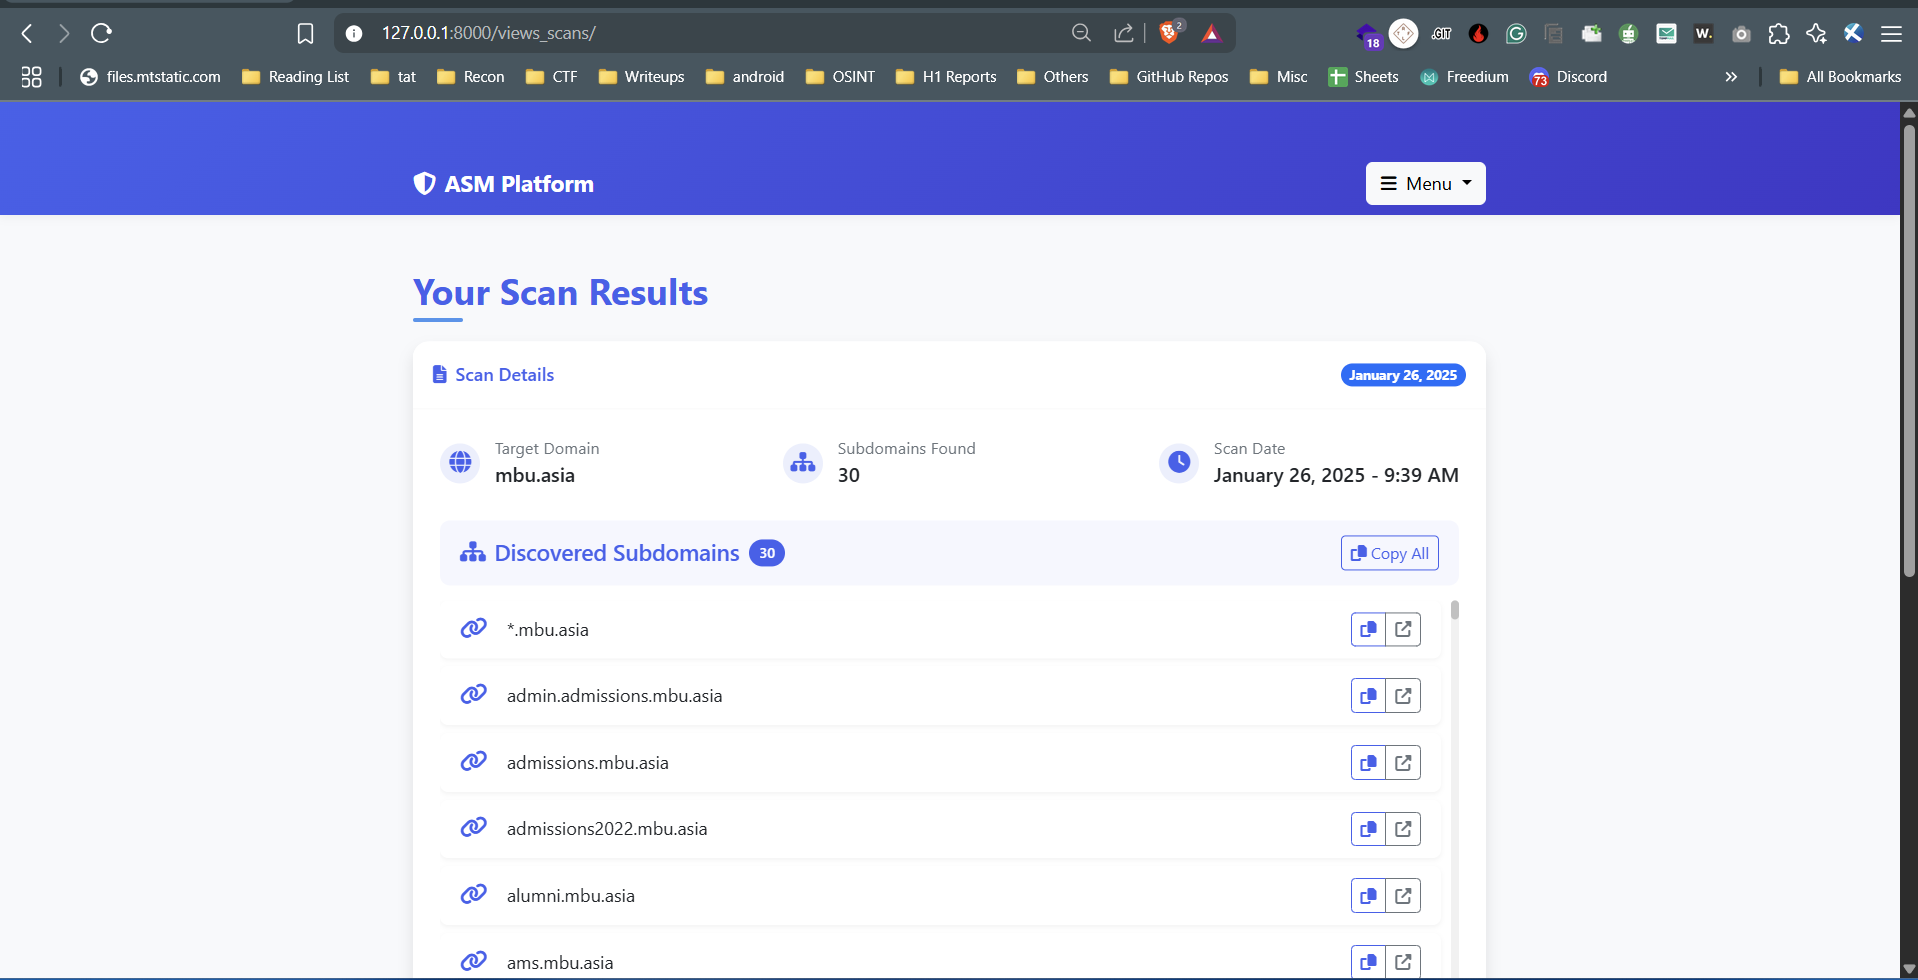 127.0.0.1:8000/views_scans/
2
18
.GIT
W.
files.mtstatic.com
Reading List
tat
Recon
CTF
Writeups
android
OSINT
H1 Reports
Others
GitHub Repos
Misc
Sheets
Freedium
73
Discord
»
All Bookmarks
ASM Platform
Menu
Your Scan Results
Scan Details
January 26, 2025
Target Domain
mbu.asia
Subdomains Found
30
Scan Date
January 26, 2025 - 9:39 AM
Discovered Subdomains 30
Copy All
*.mbu.asia
admin.admissions.mbu.asia
admissions.mbu.asia
admissions2022.mbu.asia
alumni.mbu.asia
ams.mbu.asia